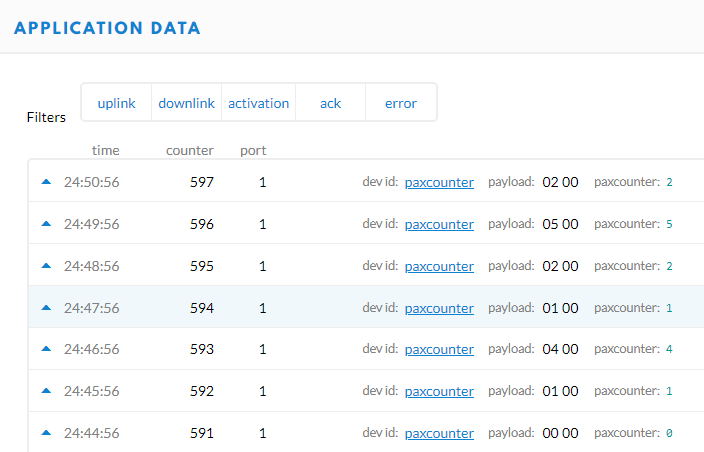 APPLICATION DATA
Filters uplink downlink activation ack error
time counter port
24:50:56 597 1 dev id: paxcounter payload: 02 00 paxcounter: 2
24:49:56 596 1 dev id: paxcounter payload: 05 00 paxcounter: 5
24:48:56 595 1 dev id: paxcounter payload: 02 00 paxcounter: 2
24:47:56 594 1 dev id: paxcounter payload: 01 00 paxcounter: 1
24:46:56 593 1 dev id: paxcounter payload: 04 00 paxcounter: 4
24:45:56 592 1 dev id: paxcounter payload: 01 00 paxcounter: 1
24:44:56 591 1 dev id: paxcounter payload: 00 00 paxcounter: 0